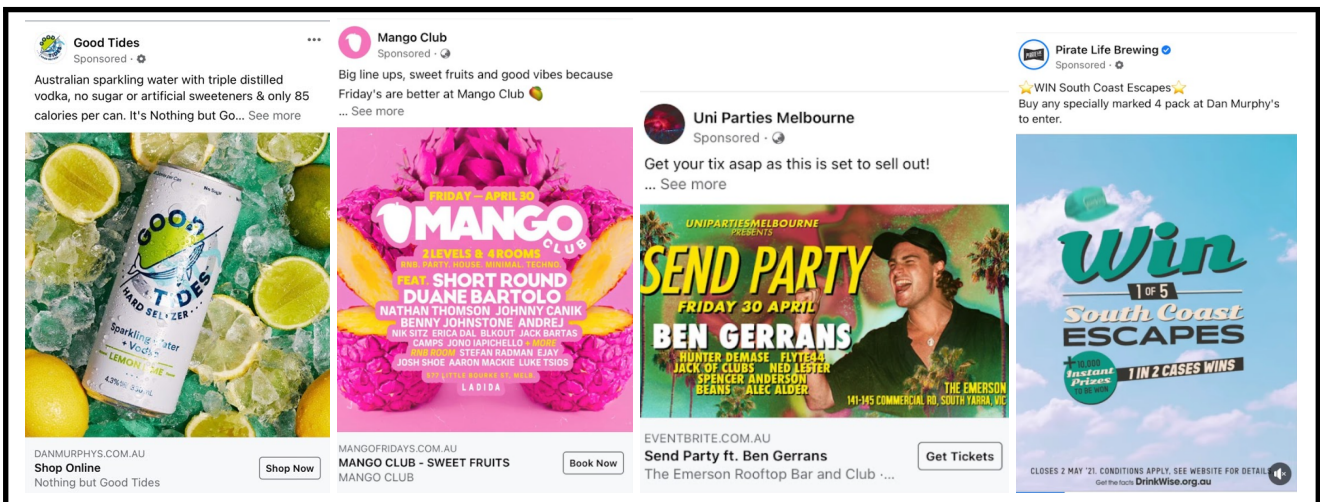 Good Tides
Sponsored ·
Australian sparkling water with triple distilled
vodka, no sugar or artificial sweeteners & only 85
calories per can. It's Nothing but Go... See more
No Sugar
GOOD
TIDES
HARD SELTZER
Sparkling Water
+ Vodka
LEMON LIME
DANMURPHYS.COM.AU
Shop Online
Nothing but Good Tides
Shop Now
Mango Club
Sponsored ·
Big line ups, sweet fruits and good vibes because
Friday's are better at Mango Club 🥭
... See more
FRIDAY — APRIL 30
MANGO
CLUB
2 LEVELS & 4 ROOMS
RNB. PARTY. HOUSE. MINIMAL. TECHNO.
FEAT. SHORT ROUND
DUANE BARTOLO
NATHAN THOMSON JOHNNY CANIK
BENNY JOHNSTONE ANDREJ
NIK SITZ ERICA DAL BLKOUT JACK BARTAS
CAMPS JONO IAPICHELLO + MORE
RNB ROOM STEFAN RADMAN EJAY
JOSH SHOE AARON MACKIE LUKE TSIOS
577 LITTLE BOURKE ST, MELB.
LADIDA
MANGOFRIDAYS.COM.AU
MANGO CLUB - SWEET FRUITS
MANGO CLUB
Book Now
Uni Parties Melbourne
Sponsored ·
Get your tix asap as this is set to sell out!
... See more
UNIPARTIESMELBOURNE
PRESENTS
SEND PARTY
FRIDAY 30 APRIL
BEN GERRANS
HUNTER DEMASE FLYTE44
JACK OF CLUBS NED LESTER
SPENCER ANDERSON
BEANS ALEC ALDER
THE EMERSON
141-145 COMMERCIAL RD, SOUTH YARRA, VIC
EVENTBRITE.COM.AU
Send Party ft. Ben Gerrans
The Emerson Rooftop Bar and Club ·...
Get Tickets
Pirate Life Brewing
Sponsored ·
⭐WIN South Coast Escapes⭐
Buy any specially marked 4 pack at Dan Murphy's
to enter.
Win
1 OF 5
South Coast
ESCAPES
+10,000
Instant
Prizes
TO BE WON
1 IN 2 CASES WINS
CLOSES 2 MAY '21. CONDITIONS APPLY, SEE WEBSITE FOR DETAILS
Get the facts DrinkWise.org.au